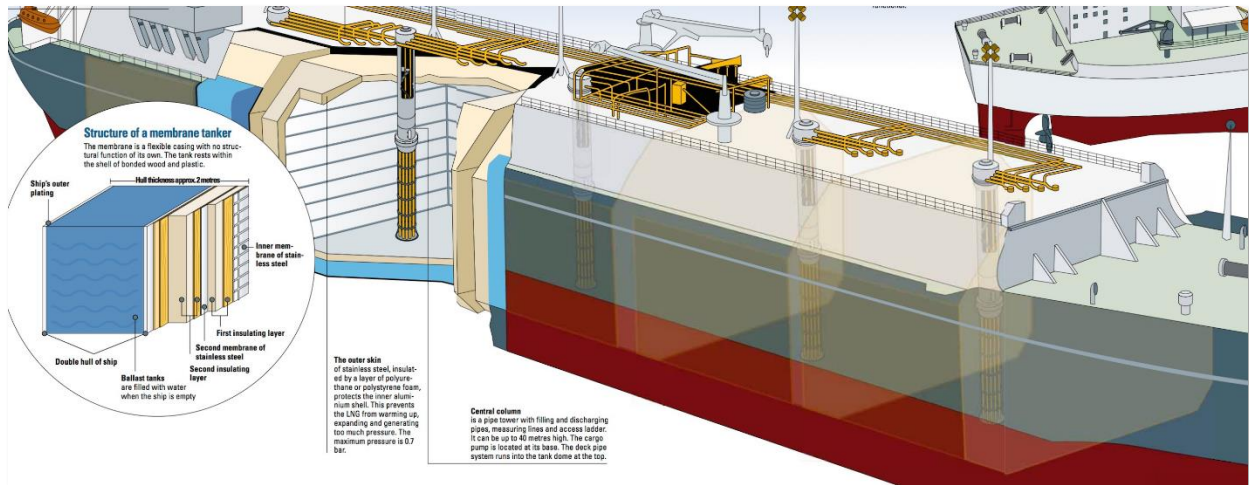 Structure of a membrane tanker
The membrane is a flexible casing with no struc-
tural function of its own. The tank rests within
the shell of bonded wood and plastic.
Ship's outer
plating
Hull thickness approx. 2 metres
Inner mem-
brane of stain-
less steel
First insulating layer
Second membrane of
stainless steel
Second insulating
layer
Double hull of ship
Ballast tanks
are filled with water
when the ship is empty
The outer skin
of stainless steel, insulat-
ed by a layer of polyure-
thane or polystyrene foam,
protects the inner alumi-
nium shell. This prevents
the LNG from warming up,
expanding and generating
too much pressure. The
maximum pressure is 0.7
bar.
Central column
is a pipe tower with filling and discharging
pipes, measuring lines and access ladder.
It can be up to 40 metres high. The cargo
pump is located at its base. The deck pipe
system runs into the tank dome at the top.